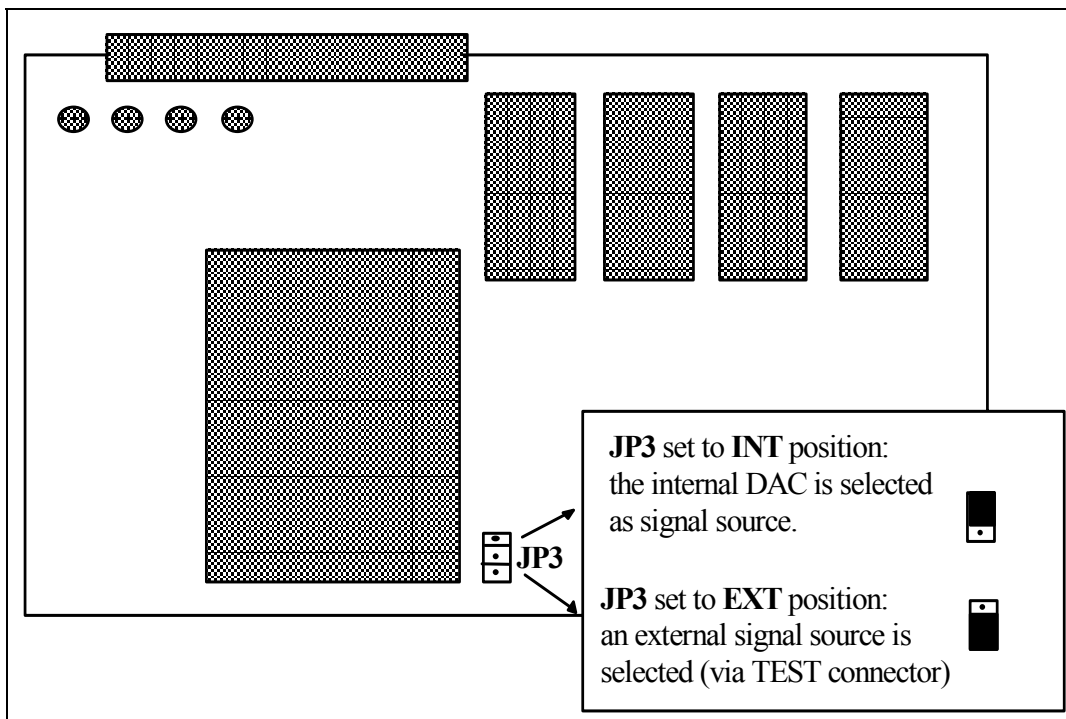 JP3
JP3 set to INT position:
the internal DAC is selected
as signal source.
JP3 set to EXT position:
an external signal source is
selected (via TEST connector)